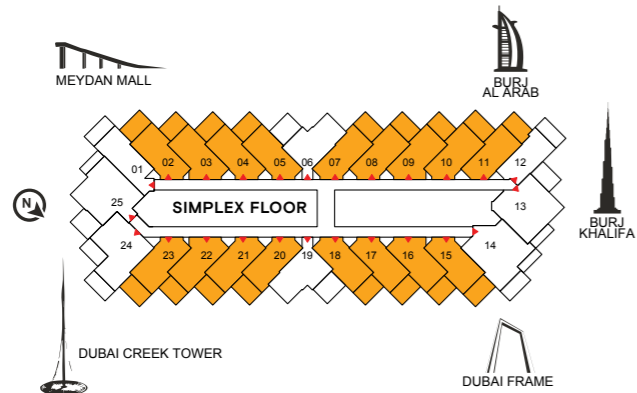 MEYDAN MALL
BURJ
AL ARAB
01
02
03
04
05
06
07
08
09
10
11
12
N
25
SIMPLEX FLOOR
13
BURJ
KHALIFA
24
23
22
21
20
19
18
17
16
15
14
DUBAI CREEK TOWER
DUBAI FRAME